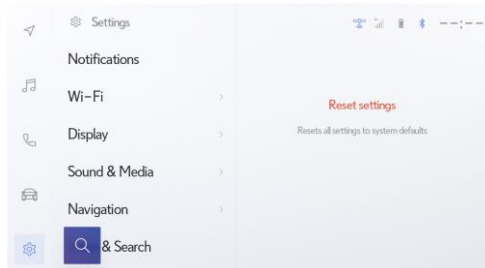 Settings
--:--
Notifications
Wi-Fi
Display
Sound & Media
Navigation
& Search
Reset settings
Resets all settings to system defaults